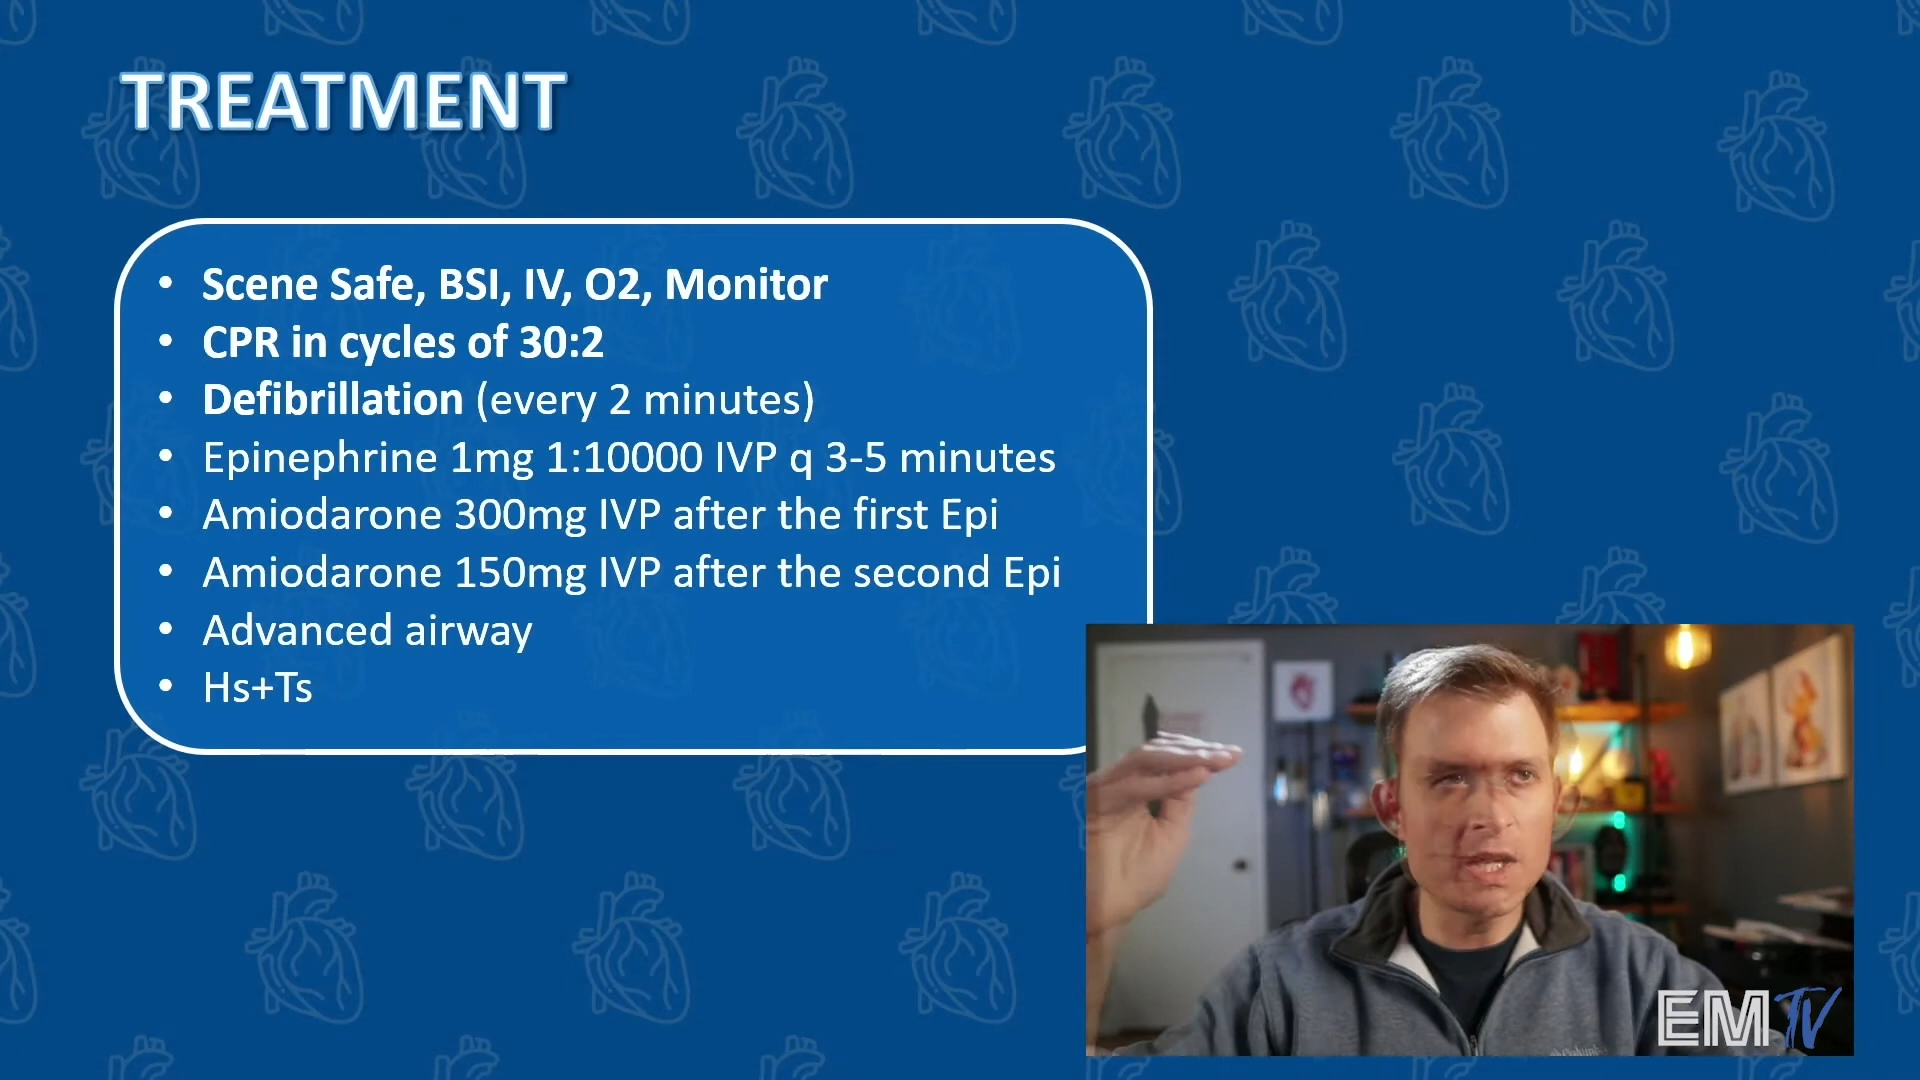 TREATMENT
• Scene Safe, BSI, IV, O2, Monitor
• CPR in cycles of 30:2
• Defibrillation (every 2 minutes)
• Epinephrine 1mg 1:10000 IVP q 3-5 minutes
• Amiodarone 300mg IVP after the first Epi
• Amiodarone 150mg IVP after the second Epi
• Advanced airway
• Hs+Ts
EMTV